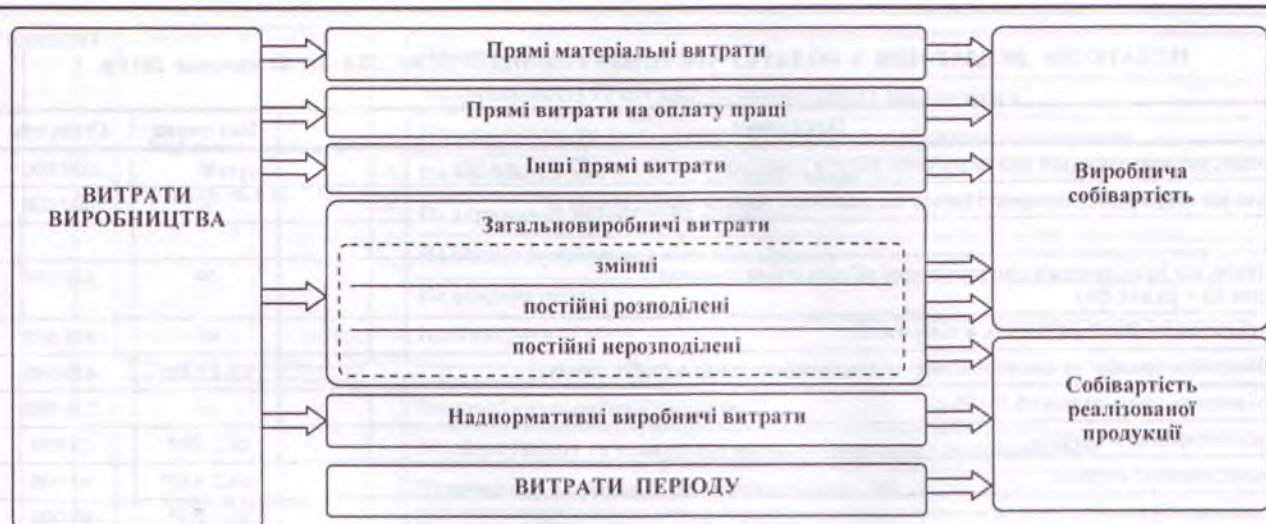 ВИТРАТИ
ВИРОБНИЦТВА
Прямі матеріальні витрати
Прямі витрати на оплату праці
Інші прямі витрати
Загальновиробничі витрати
змінні
постійні розподілені
постійні нерозподілені
Наднормативні виробничі витрати
ВИТРАТИ ПЕРІОДУ
Виробнича
собівартість
Собівартість
реалізованої
продукції